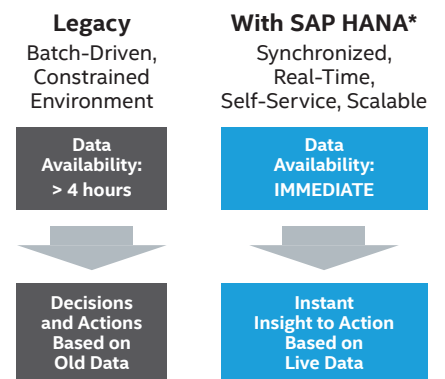 Legacy
Batch-Driven,
Constrained
Environment
Data
Availability:
> 4 hours
Decisions
and Actions
Based on
Old Data
With SAP HANA*
Synchronized,
Real-Time,
Self-Service, Scalable
Data
Availability:
IMMEDIATE
Instant
Insight to Action
Based on
Live Data